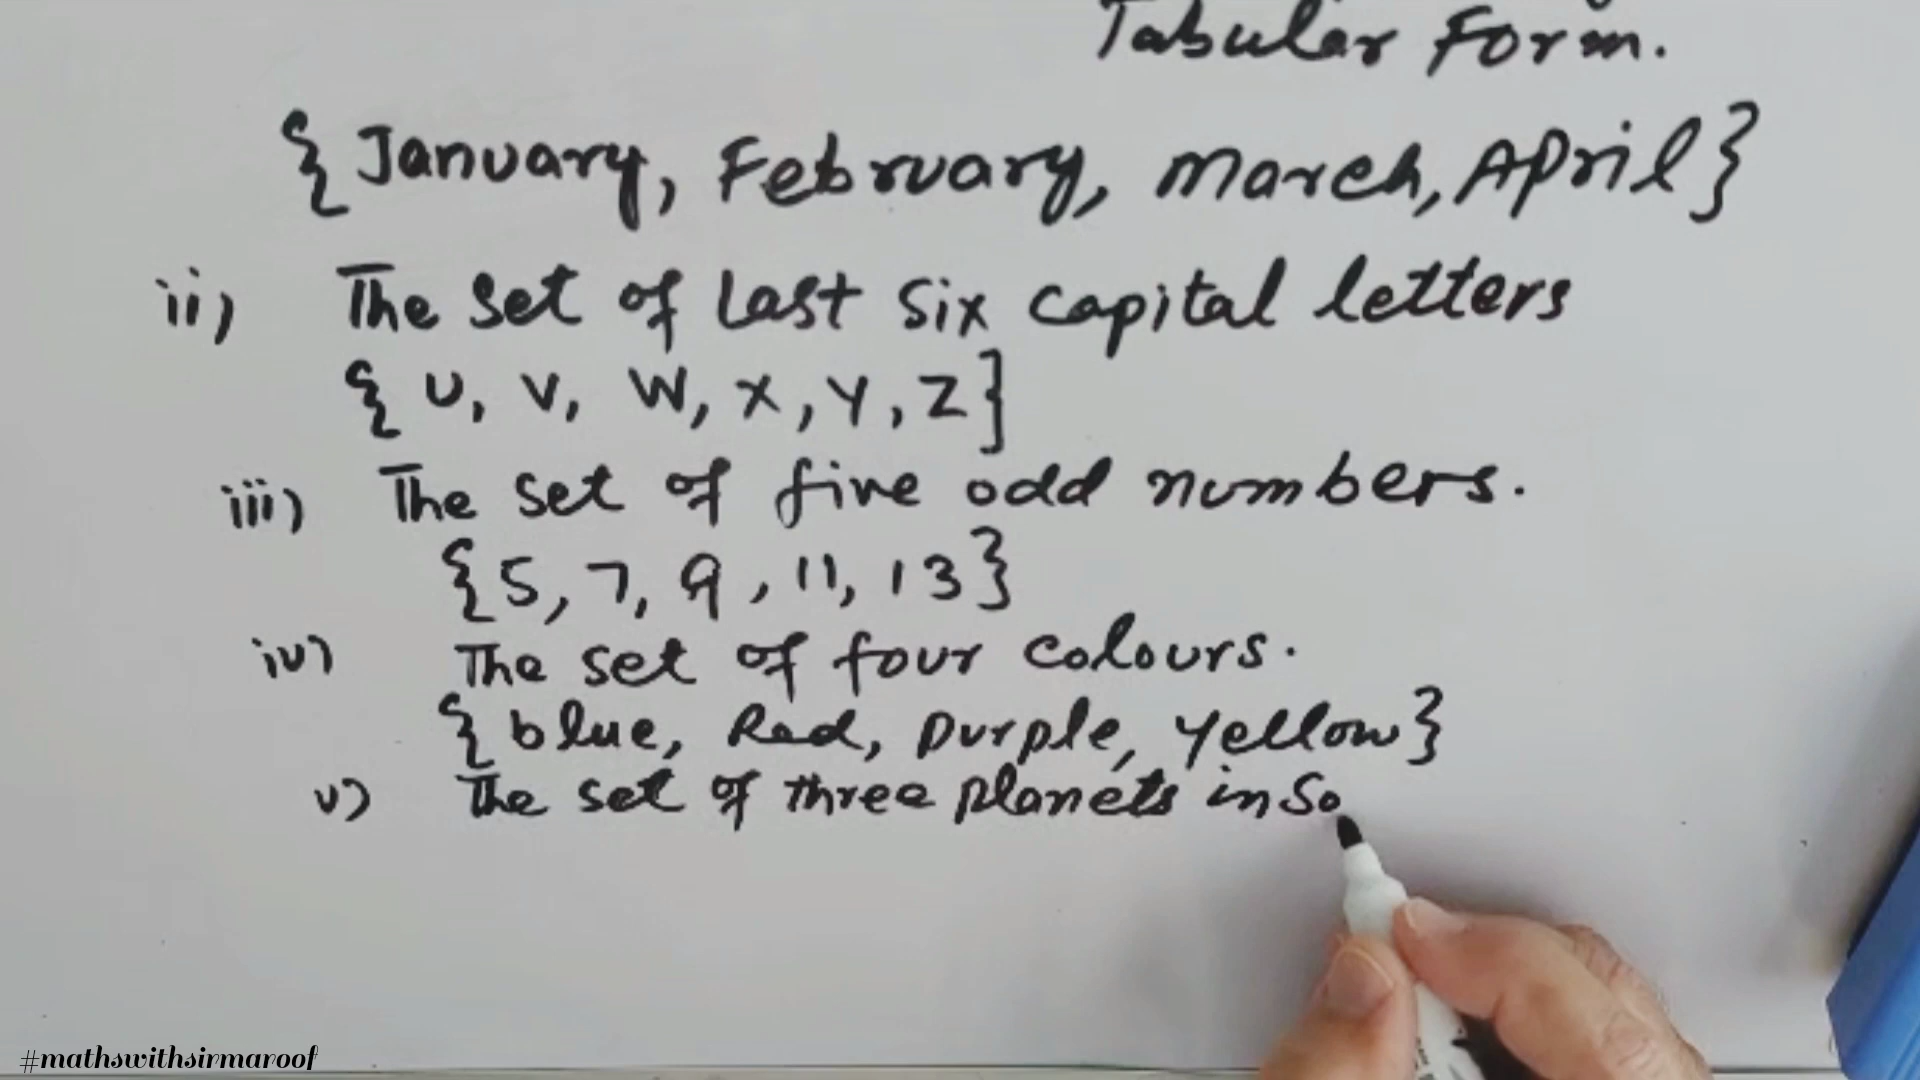 Tabular Form.
{January, February, March, April}
ii) The set of last six capital letters
{U, V, W, X, Y, Z}
iii) The set of five odd numbers.
{5, 7, 9, 11, 13}
iv) The set of four colours.
{blue, Red, Purple, Yellow}
v) The set of three planets in So
#mathswithsirmaroof